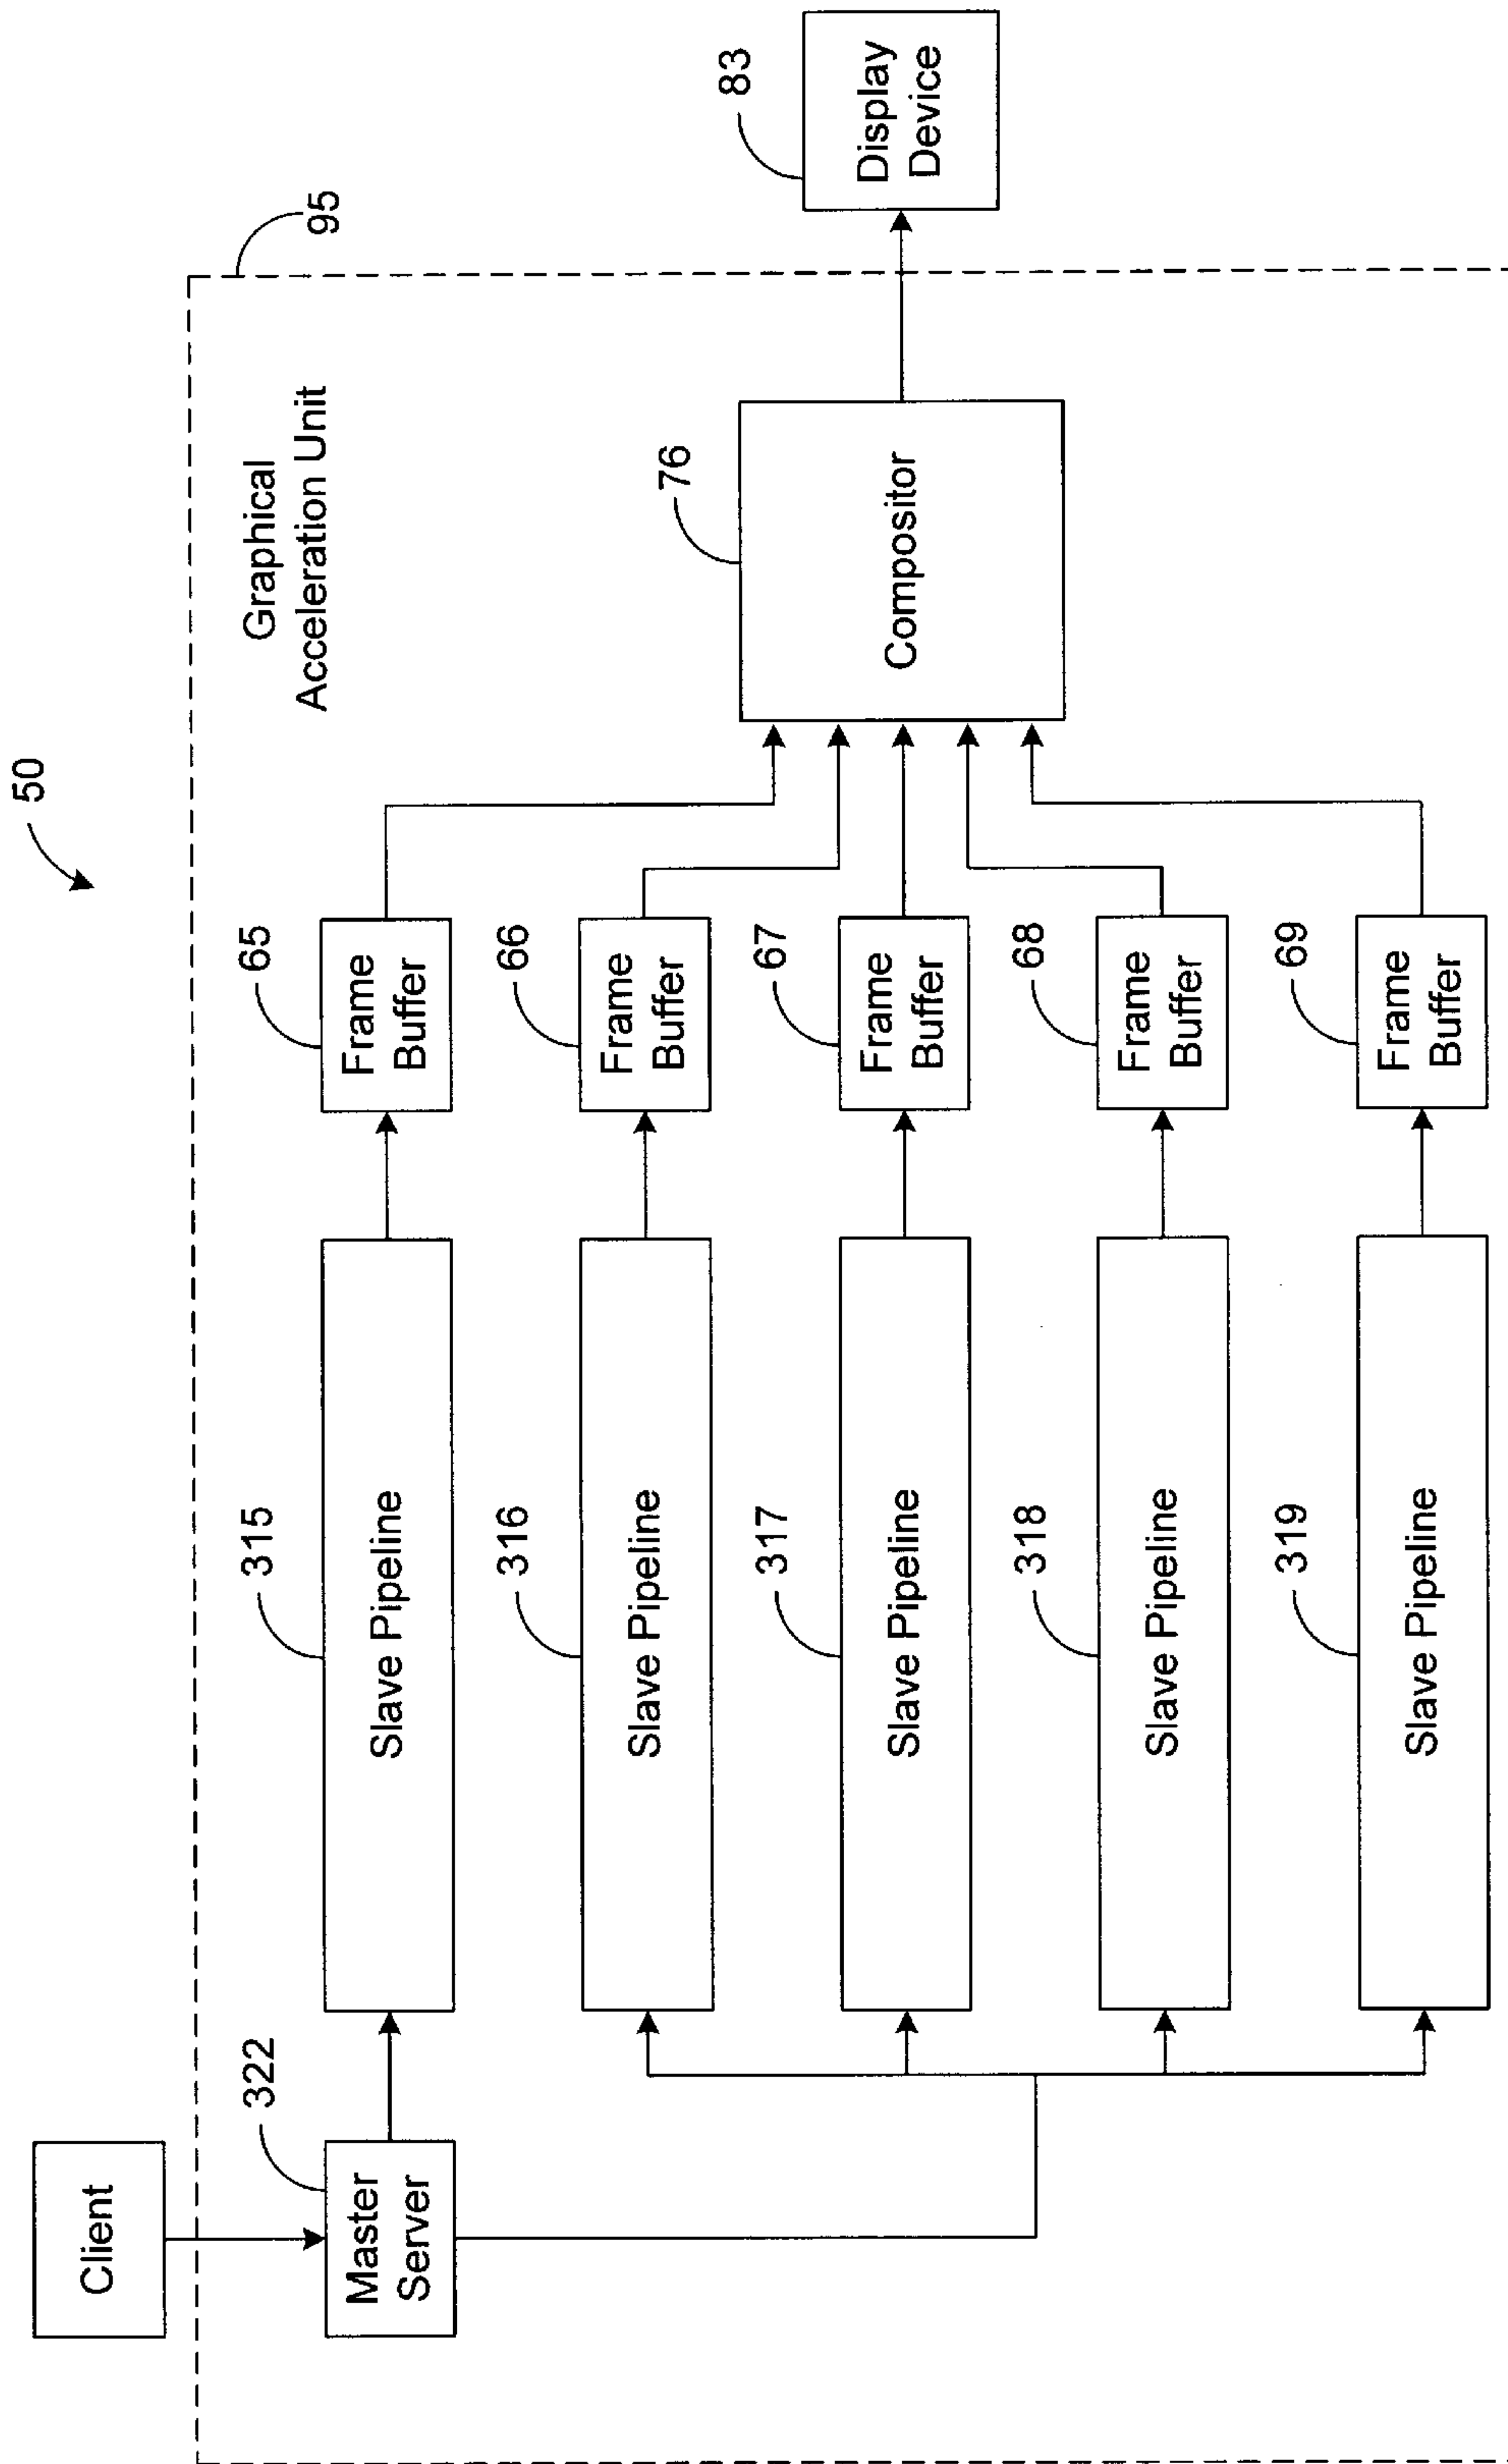 50
Client
Graphical
Acceleration Unit
95
322
Master
Server
315
Slave Pipeline
65
Frame
Buffer
316
Slave Pipeline
66
Frame
Buffer
76
Compositor
83
Display
Device
317
Slave Pipeline
67
Frame
Buffer
318
Slave Pipeline
68
Frame
Buffer
319
Slave Pipeline
69
Frame
Buffer